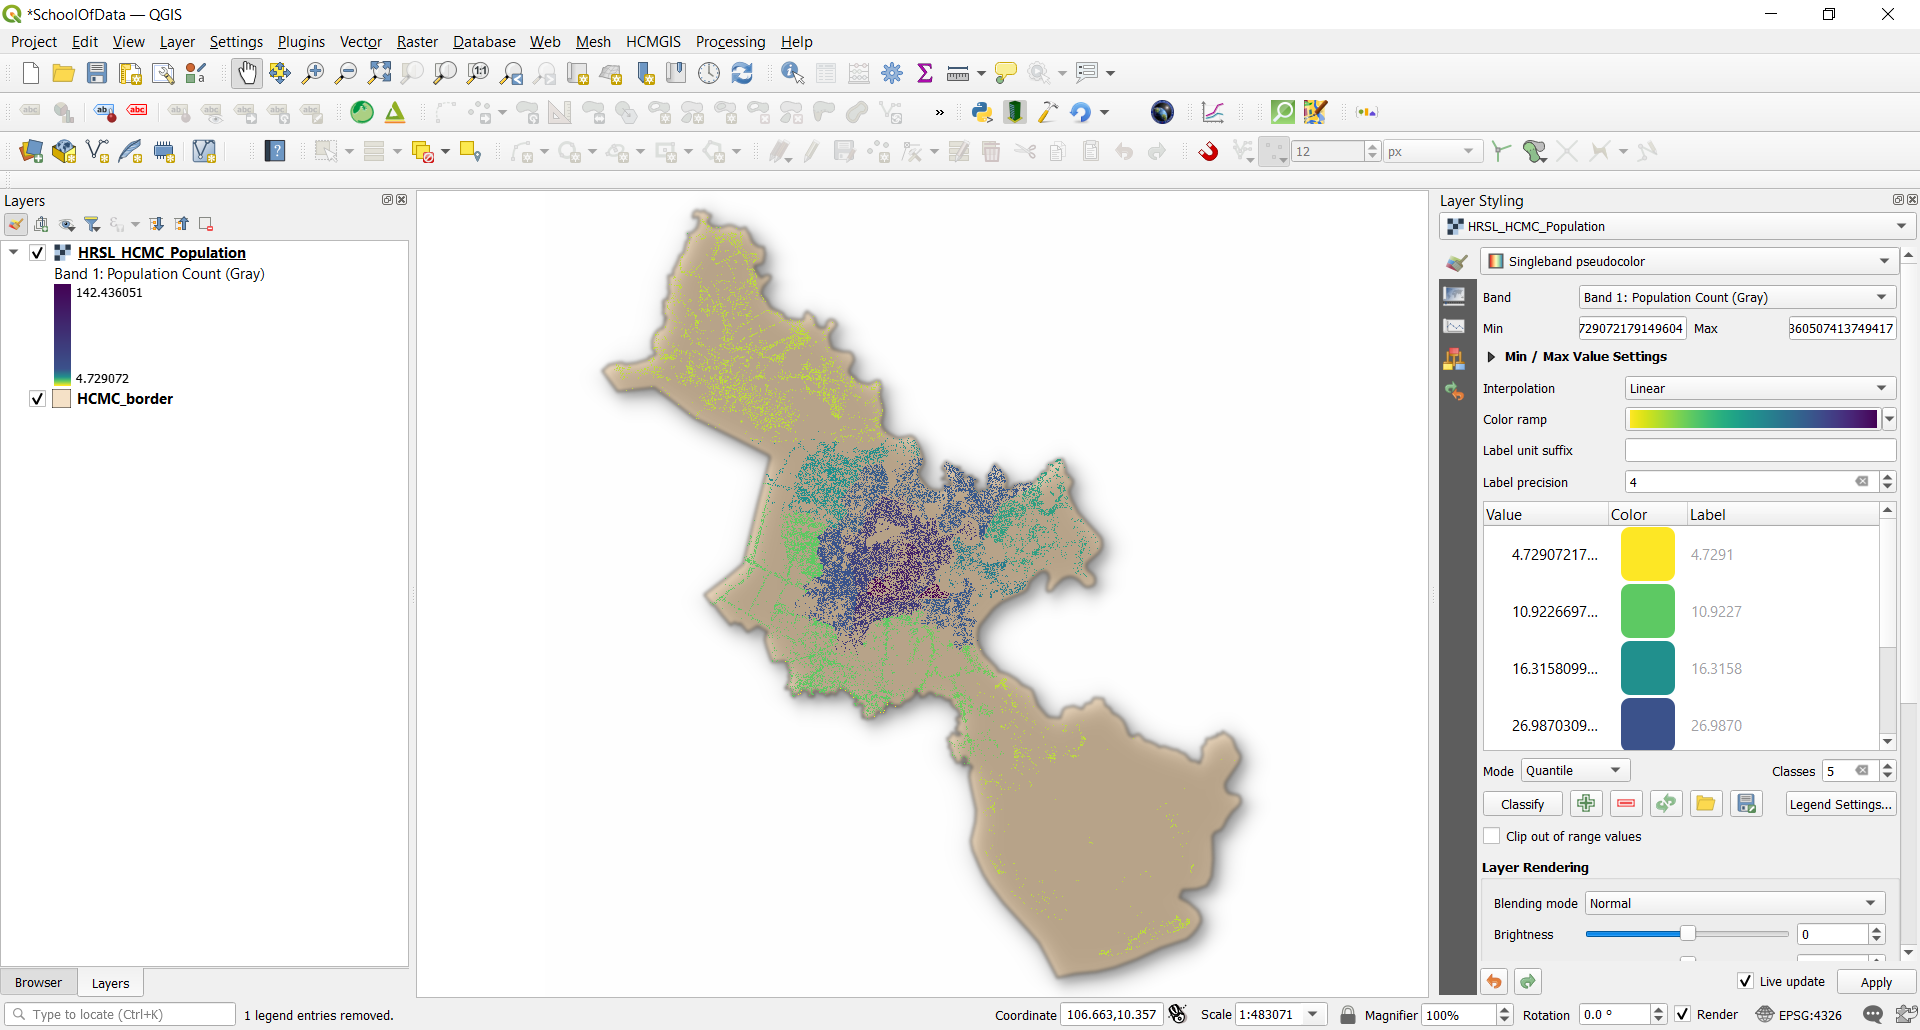 *SchoolOfData — QGIS
Project Edit View Layer Settings Plugins Vector Raster Database Web Mesh HCMGIS Processing Help
12 px
Layers
HRSL_HCMC_Population
Band 1: Population Count (Gray)
142.436051
4.729072
HCMC_border
Browser Layers
Layer Styling
HRSL_HCMC_Population
Singleband pseudocolor
Band Band 1: Population Count (Gray)
Min 729072179149604 Max 360507413749417
Min / Max Value Settings
Interpolation Linear
Color ramp
Label unit suffix
Label precision 4
Value Color Label
4.72907217... 4.7291
10.9226697... 10.9227
16.3158099... 16.3158
26.9870309... 26.9870
Mode Quantile Classes 5
Classify Legend Settings...
Clip out of range values
Layer Rendering
Blending mode Normal
Brightness 0
Live update Apply
Type to locate (Ctrl+K) 1 legend entries removed. Coordinate 106.663,10.357 Scale 1:483071 Magnifier 100% Rotation 0.0 ° Render EPSG:4326